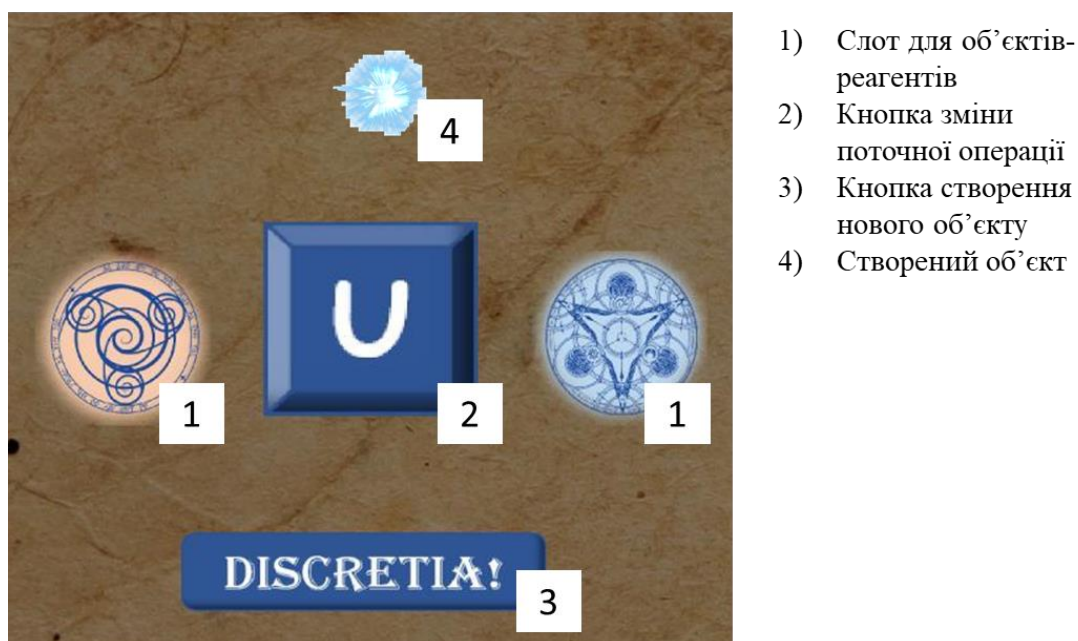 4
U
1
2
1
DISCRETIA!
3
1) Слот для об’єктів-
реагентів
2) Кнопка зміни
поточної операції
3) Кнопка створення
нового об’єкту
4) Створений об’єкт